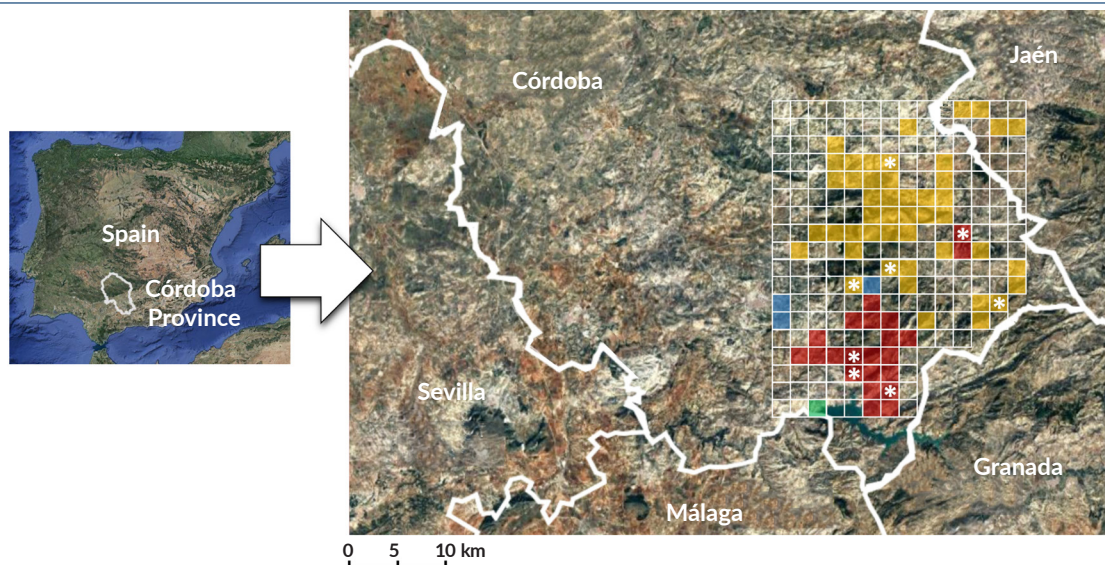 Córdoba
Jaén
Spain
Córdoba
Province
Sevilla
Granada
Málaga
*
*
*
*
*
*
*
*
0 5 10 km